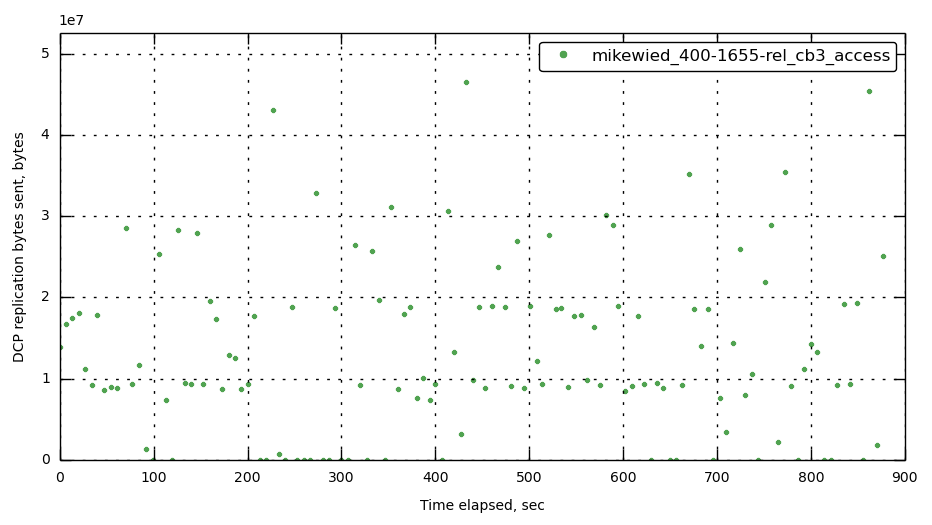 1e7
mikewied_400-1655-rel_cb3_access
5
4
3
2
1
0
DCP replication bytes sent, bytes
0 100 200 300 400 500 600 700 800 900
Time elapsed, sec